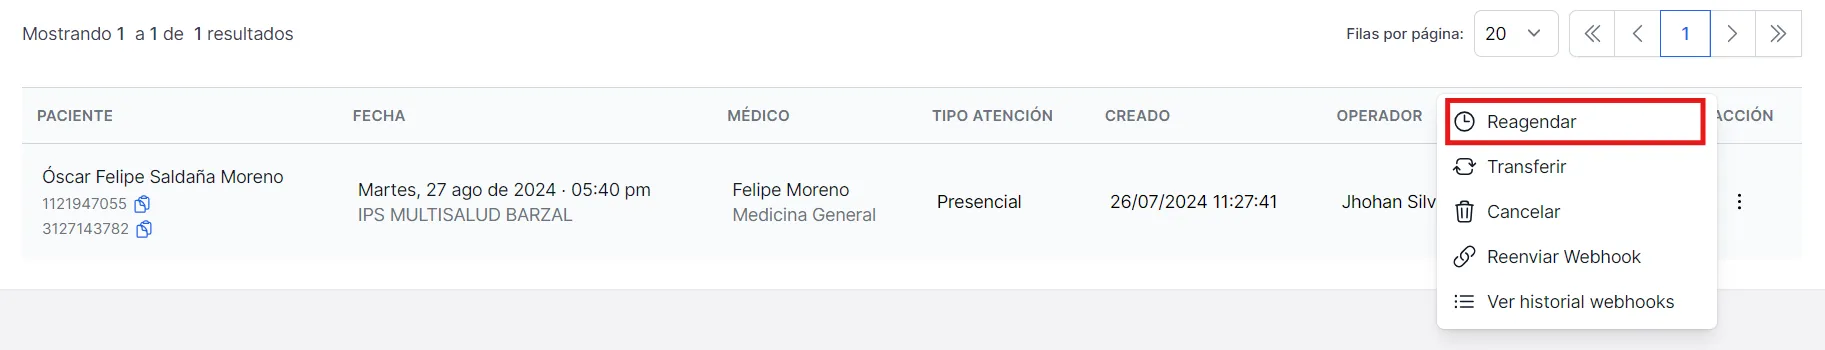 Mostrando 1 a 1 de 1 resultados
Filas por página: 20
1
PACIENTE FECHA MÉDICO TIPO ATENCIÓN CREADO OPERADOR ACCIÓN
Óscar Felipe Saldaña Moreno
1121947055
3127143782
Martes, 27 ago de 2024 · 05:40 pm
IPS MULTISALUD BARZAL
Felipe Moreno
Medicina General
Presencial
26/07/2024 11:27:41
Jhohan Silv
Reagendar
Transferir
Cancelar
Reenviar Webhook
Ver historial webhooks